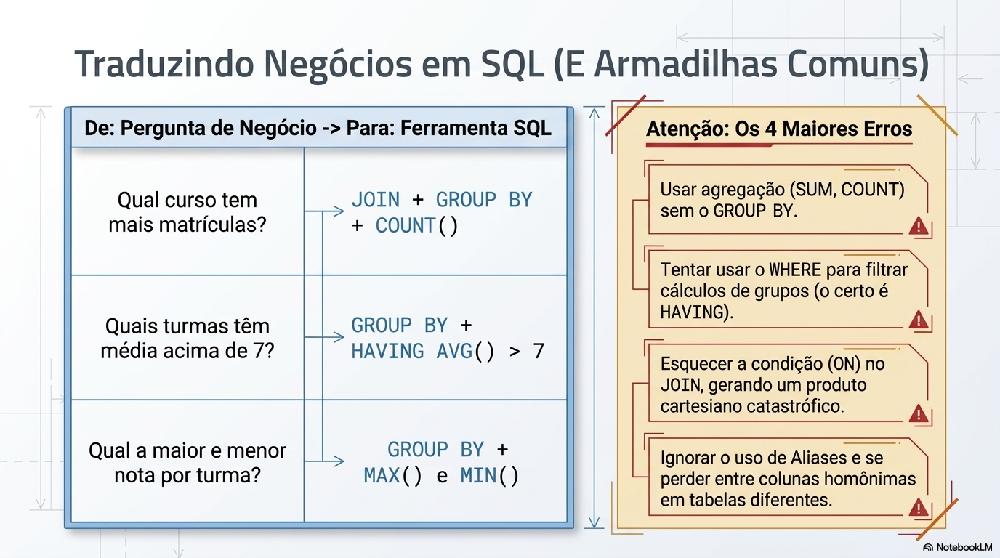 Traduzindo Negócios em SQL (E Armadilhas Comuns)
De: Pergunta de Negócio -> Para: Ferramenta SQL
Qual curso tem
mais matrículas?
JOIN + GROUP BY
+ COUNT()
Quais turmas têm
média acima de 7?
GROUP BY +
HAVING AVG() > 7
Qual a maior e menor
nota por turma?
GROUP BY +
MAX() e MIN()
Atenção: Os 4 Maiores Erros
Usar agregação (SUM, COUNT)
sem o GROUP BY.
Tentar usar o WHERE para filtrar
cálculos de grupos (o certo é
HAVING).
Esquecer a condição (ON) no
JOIN, gerando um produto
cartesiano catastrófico.
Ignorar o uso de Aliases e se
perder entre colunas homônimas
em tabelas diferentes.
NotebookLM